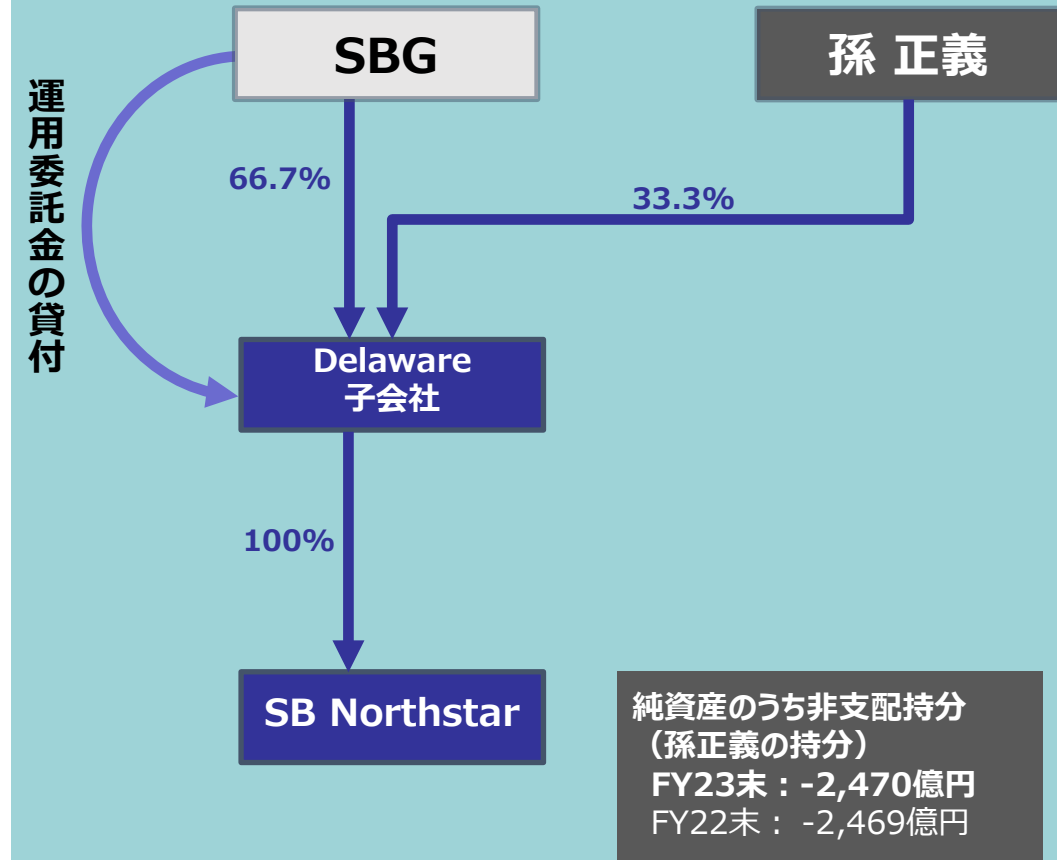 SBG
孫 正義
運用委託金の貸付
66.7%
33.3%
Delaware
子会社
100%
SB Northstar
純資産のうち非支配持分
（孫正義の持分）
FY23末：-2,470億円
FY22末： -2,469億円